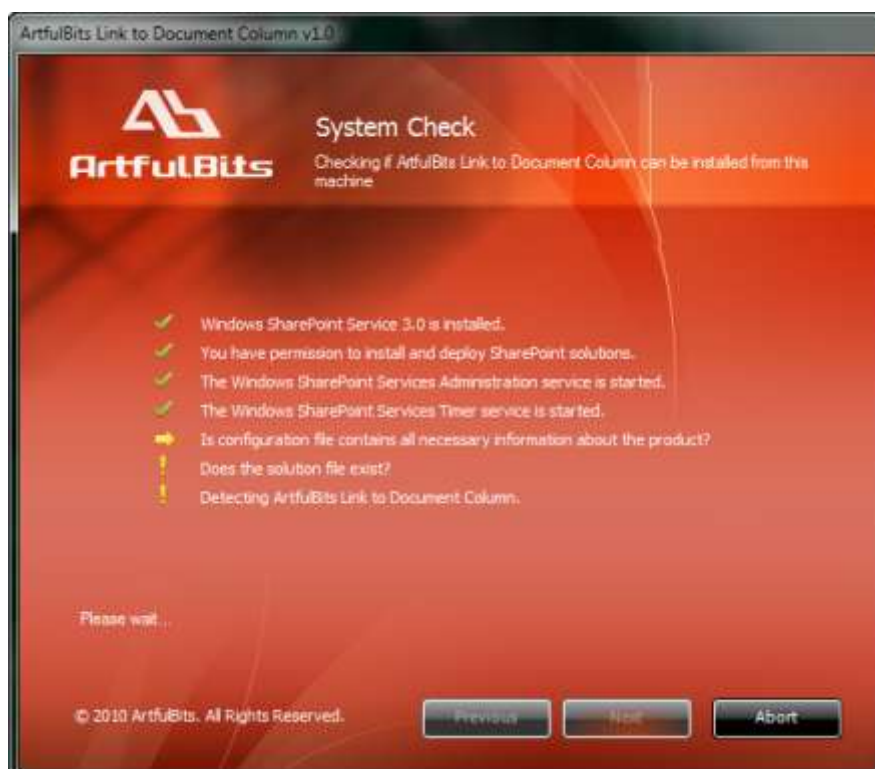 ArtfulBits Link to Document Column v1.0
ArtfulBits
System Check
Checking if ArtfulBits Link to Document Column can be installed from this
machine
Windows SharePoint Service 3.0 is installed.
You have permission to install and deploy SharePoint solutions.
The Windows SharePoint Services Administration service is started.
The Windows SharePoint Services Timer service is started.
Is configuration file contains all necessary information about the product?
Does the solution file exist?
Detecting ArtfulBits Link to Document Column.
Please wait...
© 2010 ArtfulBits. All Rights Reserved.
Previous
Next
Abort